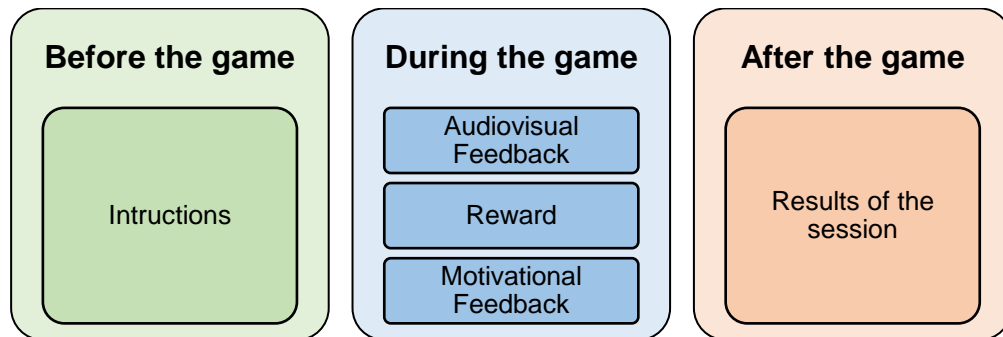 Before the game
Intructions
During the game
Audiovisual
Feedback
Reward
Motivational
Feedback
After the game
Results of the
session